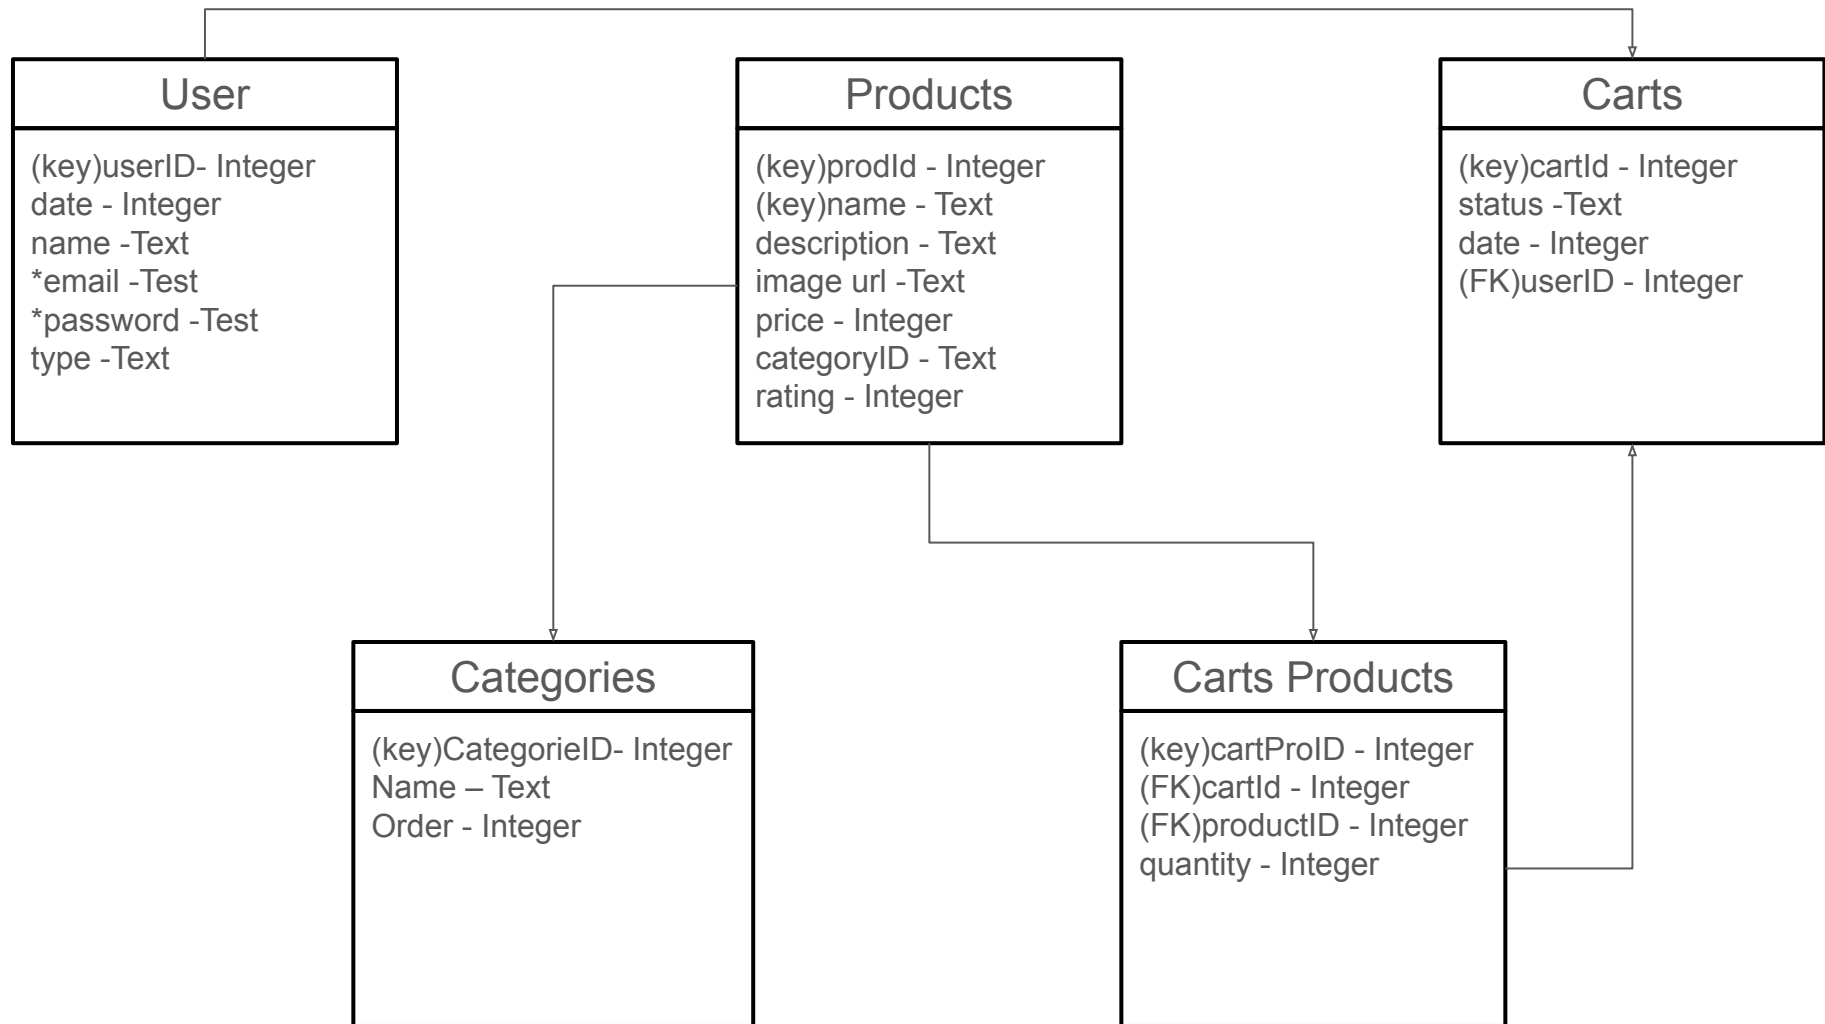 User
(key)userID- Integer
date - Integer
name -Text
*email -Test
*password -Test
type -Text
Products
(key)prodId - Integer
(key)name - Text
description - Text
image url -Text
price - Integer
categoryID - Text
rating - Integer
Carts
(key)cartId - Integer
status -Text
date - Integer
(FK)userID - Integer
Categories
(key)CategorieID- Integer
Name – Text
Order - Integer
Carts Products
(key)cartProID - Integer
(FK)cartId - Integer
(FK)productID - Integer
quantity - Integer